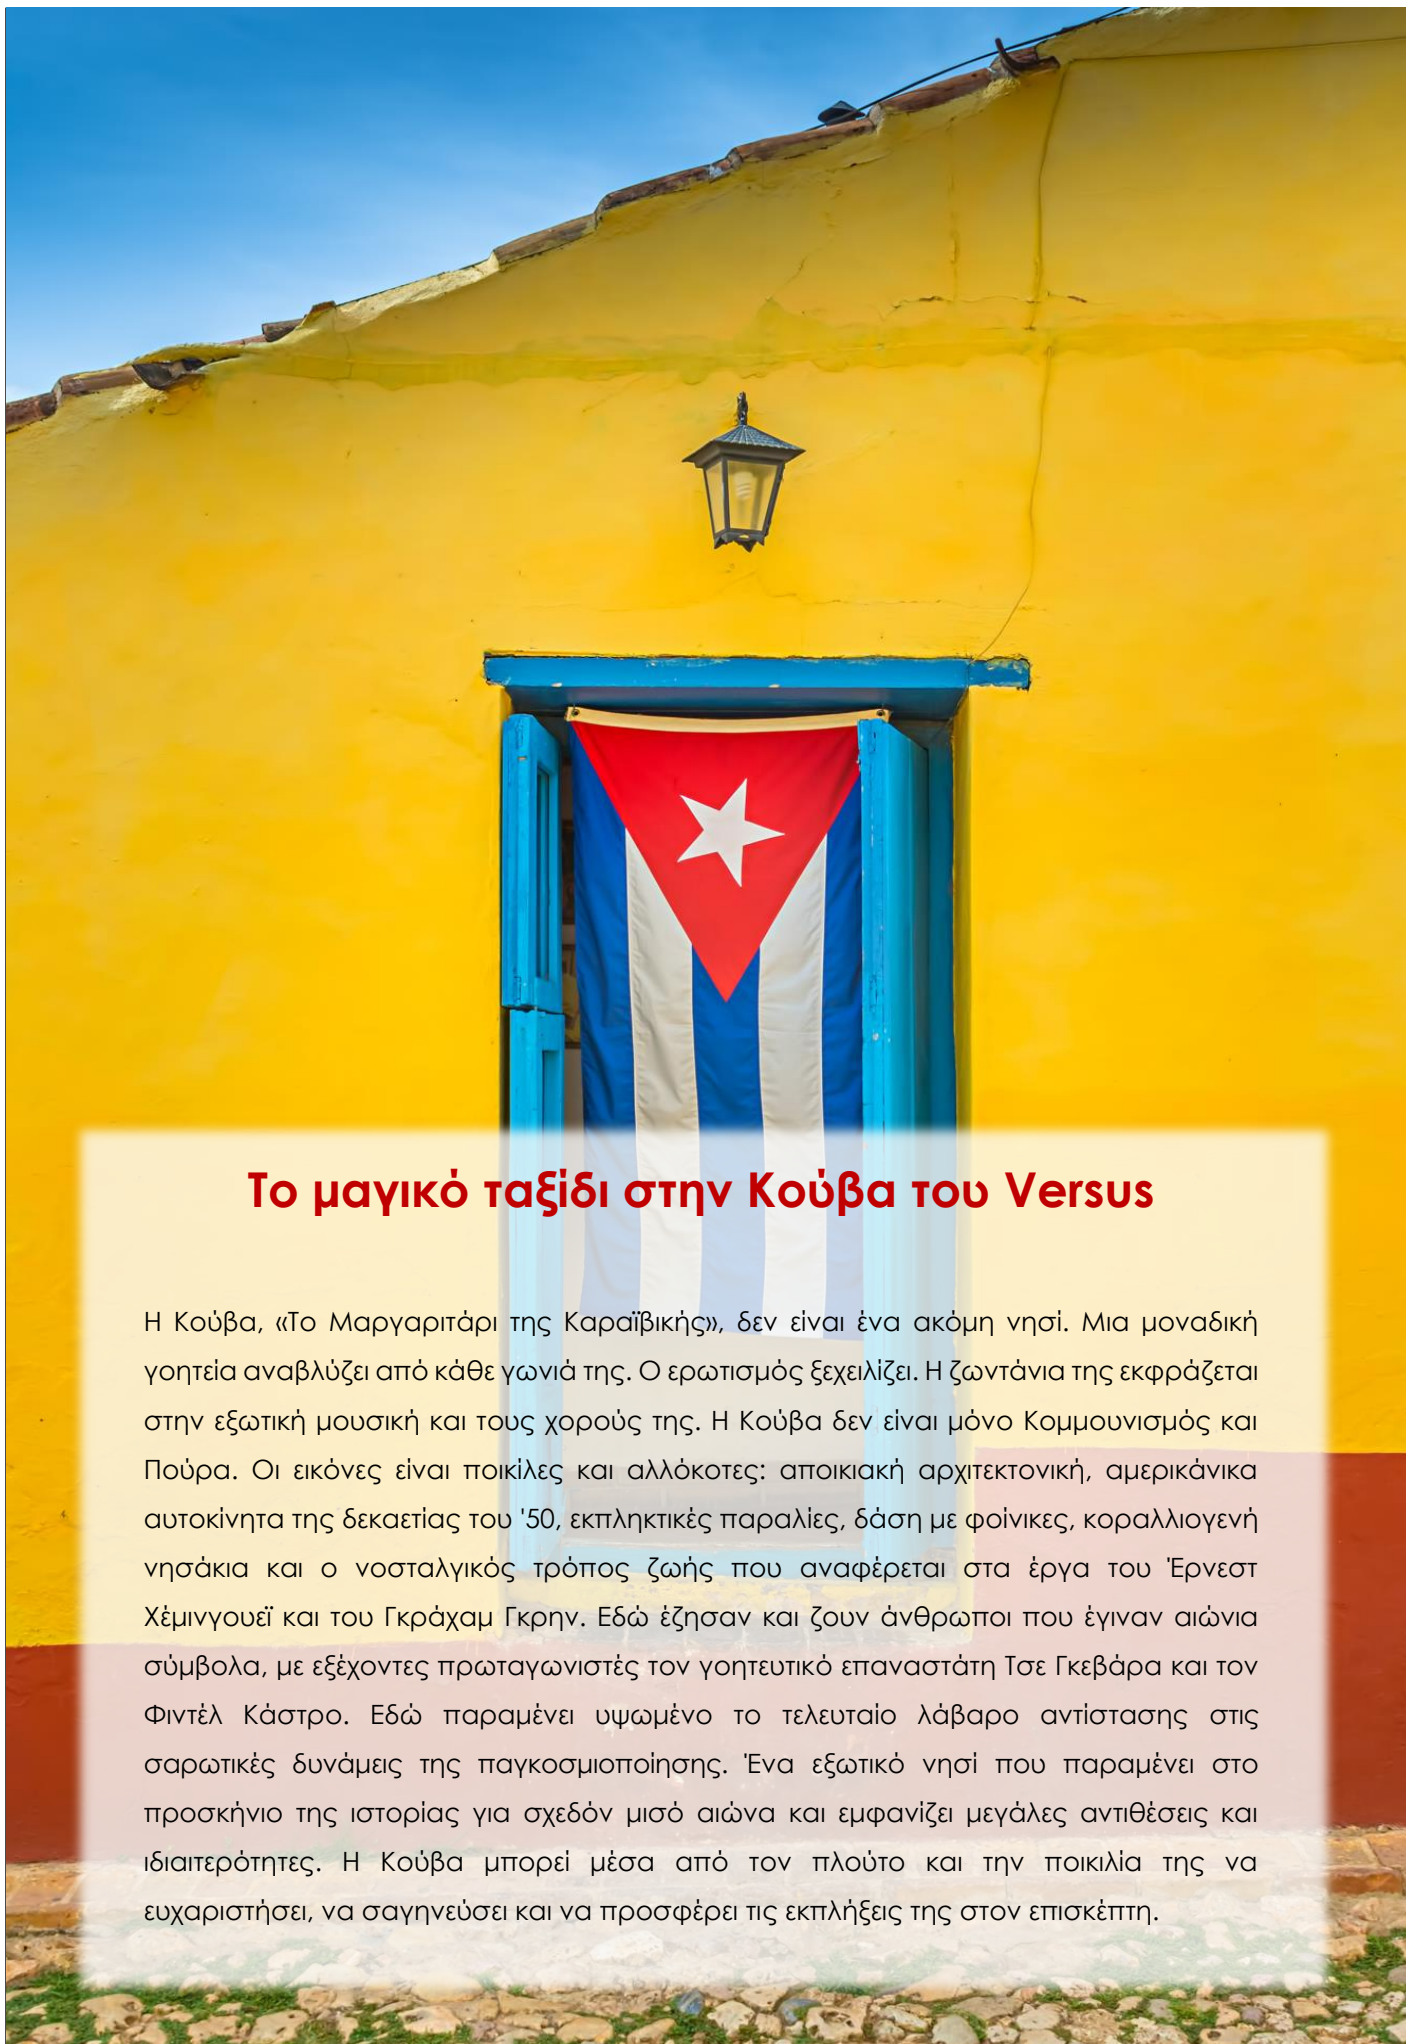 Το μαγικό ταξίδι στην Κούβα του Versus
Η Κούβα, «Το Μαργαριτάρι της Καραϊβικής», δεν είναι ένα ακόμη νησί. Μια μοναδική
γοητεία αναβλύζει από κάθε γωνιά της. Ο ερωτισμός ξεχειλίζει. Η ζωντάνια της εκφράζεται
στην εξωτική μουσική και τους χορούς της. Η Κούβα δεν είναι μόνο Κομμουνισμός και
Πούρα. Οι εικόνες είναι ποικίλες και αλλόκοτες: αποικιακή αρχιτεκτονική, αμερικάνικα
αυτοκίνητα της δεκαετίας του '50, εκπληκτικές παραλίες, δάση με φοίνικες, κοραλλιογενή
νησάκια και ο νοσταλγικός τρόπος ζωής που αναφέρεται στα έργα του Έρνεστ
Χέμινγουεϊ και του Γκράχαμ Γκρην. Εδώ έζησαν και ζουν άνθρωποι που έγιναν αιώνια
σύμβολα, με εξέχοντες πρωταγωνιστές τον γοητευτικό επαναστάτη Τσε Γκεβάρα και τον
Φιντέλ Κάστρο. Εδώ παραμένει υψωμένο το τελευταίο λάβαρο αντίστασης στις
σαρωτικές δυνάμεις της παγκοσμιοποίησης. Ένα εξωτικό νησί που παραμένει στο
προσκήνιο της ιστορίας για σχεδόν μισό αιώνα και εμφανίζει μεγάλες αντιθέσεις και
ιδιαιτερότητες. Η Κούβα μπορεί μέσα από τον πλούτο και την ποικιλία της να
ευχαριστήσει, να σαγηνεύσει και να προσφέρει τις εκπλήξεις της στον επισκέπτη.